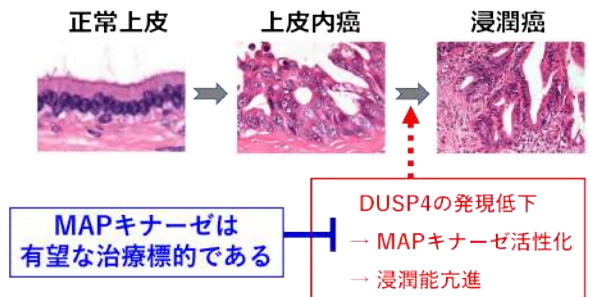 正常上皮
上皮内癌
浸潤癌
DUSP4の発現低下
→ MAPキナーゼ活性化
→ 浸潤能亢進
MAPキナーゼは
有望な治療標的である